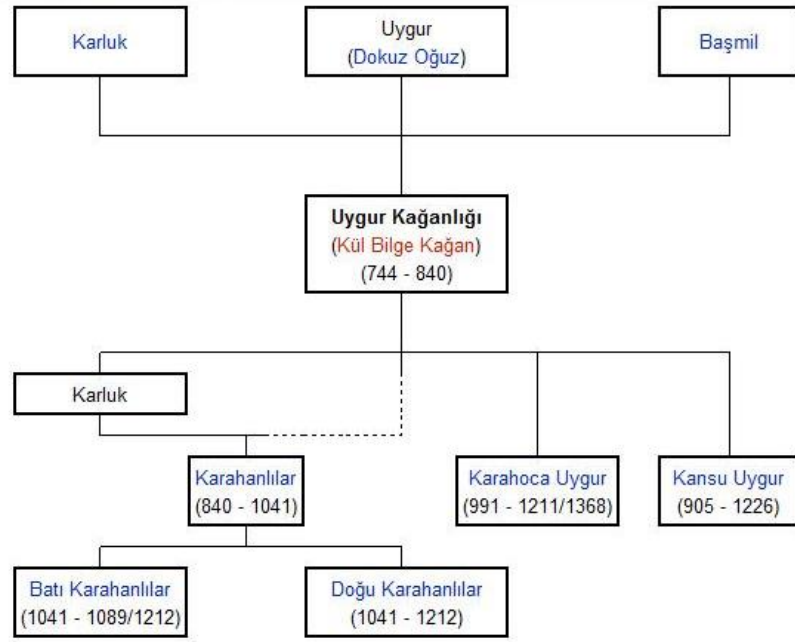 Karluk
Uygur
(Dokuz Oğuz)
Başmil
Uygur Kağanlığı
(Kül Bilge Kağan)
(744 - 840)
Karluk
Karahanlılar
(840 - 1041)
Karahoca Uygur
(991 - 1211/1368)
Kansu Uygur
(905 - 1226)
Batı Karahanlılar
(1041 - 1089/1212)
Doğu Karahanlılar
(1041 - 1212)